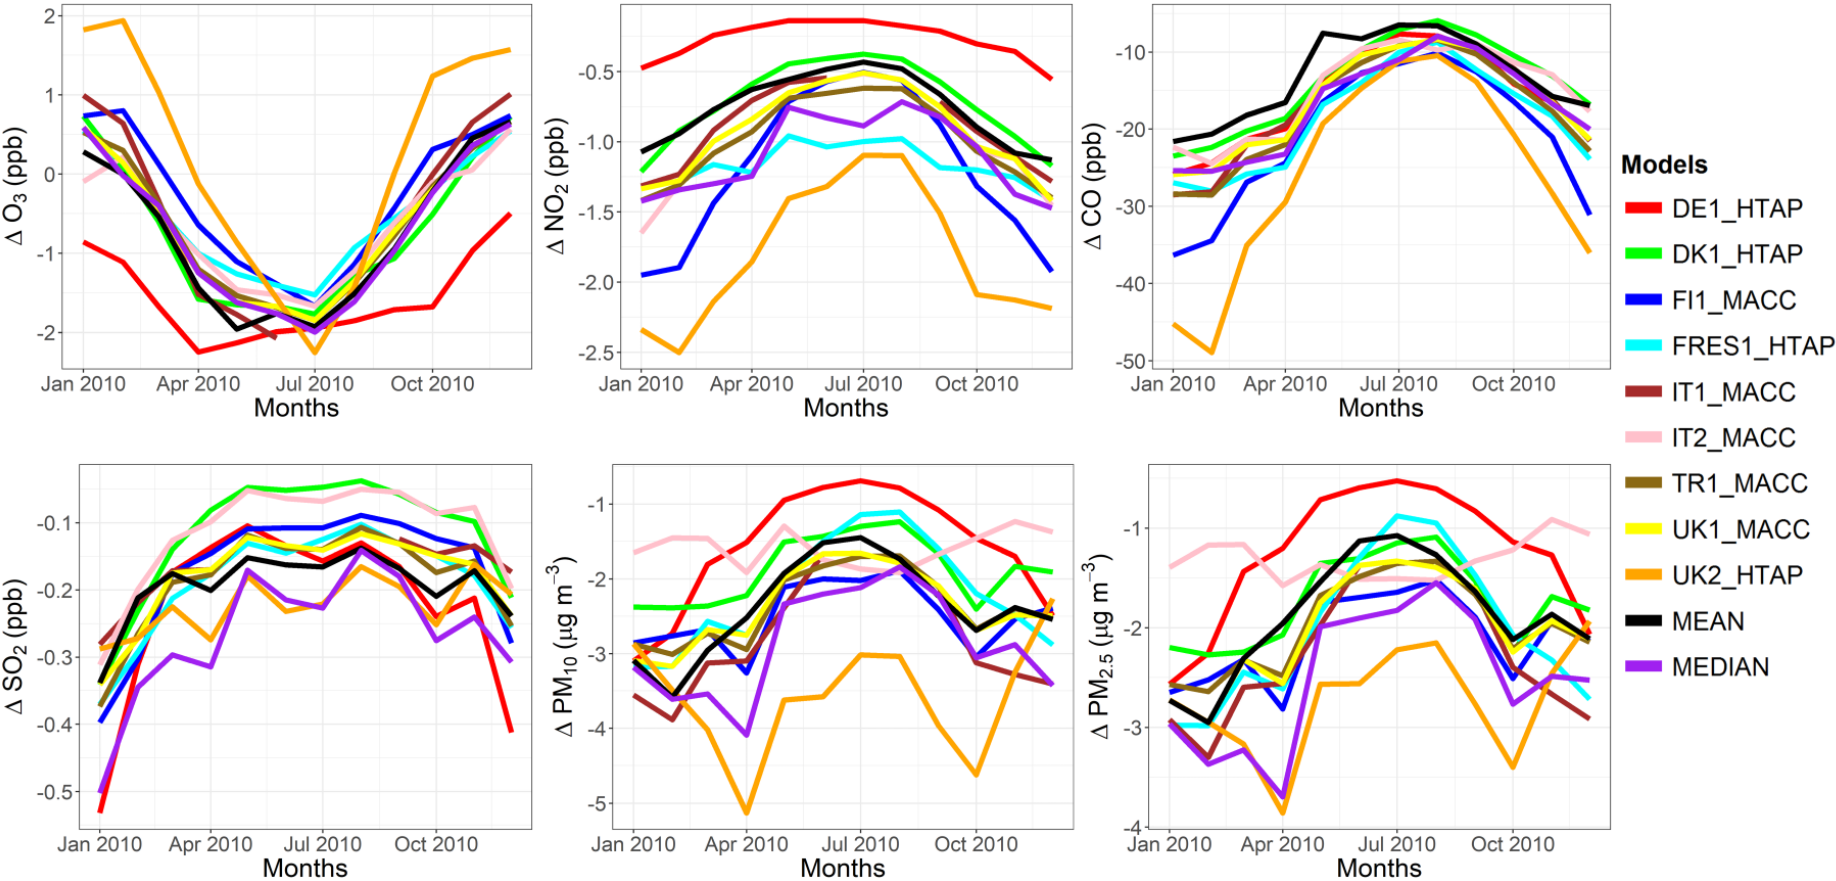 Δ O₃ (ppb)
2
1
0
-1
-2
Jan 2010 Apr 2010 Jul 2010 Oct 2010
Months
Δ NO₂ (ppb)
-0.5
-1.0
-1.5
-2.0
-2.5
Jan 2010 Apr 2010 Jul 2010 Oct 2010
Months
Δ CO (ppb)
-10
-20
-30
-40
-50
Jan 2010 Apr 2010 Jul 2010 Oct 2010
Months
Δ SO₂ (ppb)
-0.1
-0.2
-0.3
-0.4
-0.5
Jan 2010 Apr 2010 Jul 2010 Oct 2010
Months
Δ PM₁₀ (μg m⁻³)
-1
-2
-3
-4
-5
Jan 2010 Apr 2010 Jul 2010 Oct 2010
Months
Δ PM₂.₅ (μg m⁻³)
-1
-2
-3
-4
Jan 2010 Apr 2010 Jul 2010 Oct 2010
Months
Models
DE1_HTAP
DK1_HTAP
FI1_MACC
FRES1_HTAP
IT1_MACC
IT2_MACC
TR1_MACC
UK1_MACC
UK2_HTAP
MEAN
MEDIAN